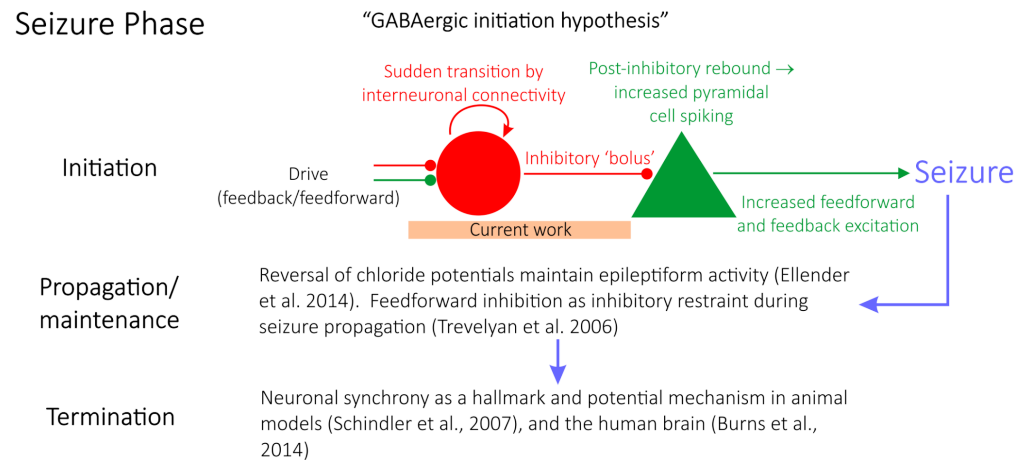 Seizure Phase
“GABAergic initiation hypothesis”
Sudden transition by
interneuronal connectivity
Post-inhibitory rebound →
increased pyramidal
cell spiking
Initiation
Drive
(feedback/feedforward)
Inhibitory ‘bolus’
Seizure
Increased feedforward
and feedback excitation
Current work
Propagation/
maintenance
Reversal of chloride potentials maintain epileptiform activity (Ellender
et al. 2014).  Feedforward inhibition as inhibitory restraint during
seizure propagation (Trevelyan et al. 2006)
Termination
Neuronal synchrony as a hallmark and potential mechanism in animal
models (Schindler et al., 2007), and the human brain (Burns et al.,
2014)